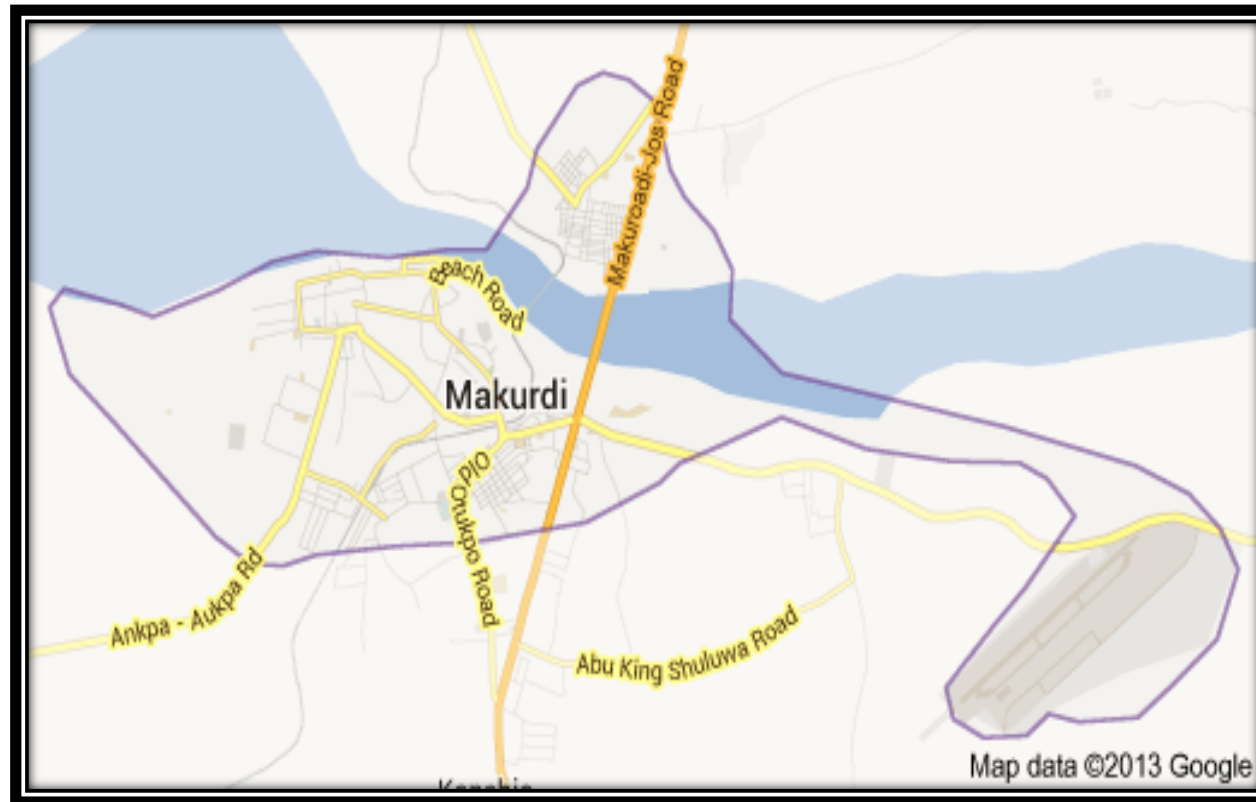 Makuroadi-Jos Road
Beach Road
Makurdi
Old Otukpo Road
Ankpa - Aukpa Rd
Abu King Shuluwa Road
Map data ©2013 Google